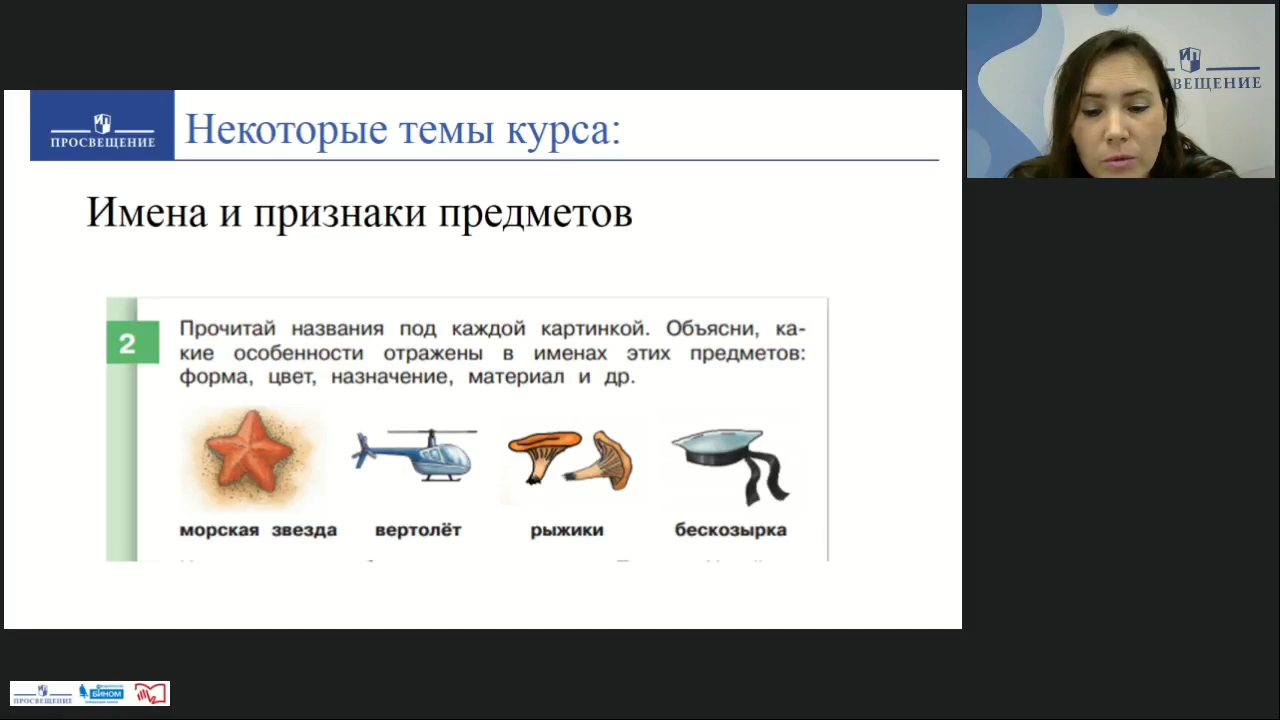 ПРОСВЕЩЕНИЕ
Некоторые темы курса:
Имена и признаки предметов
2
Прочитай названия под каждой картинкой. Объясни, ка-
кие особенности отражены в именах этих предметов:
форма, цвет, назначение, материал и др.
морская звезда вертолёт рыжики бескозырка
ВЕЩЕНИЕ
ПРОСВЕЩЕНИЕ
БИНОМ